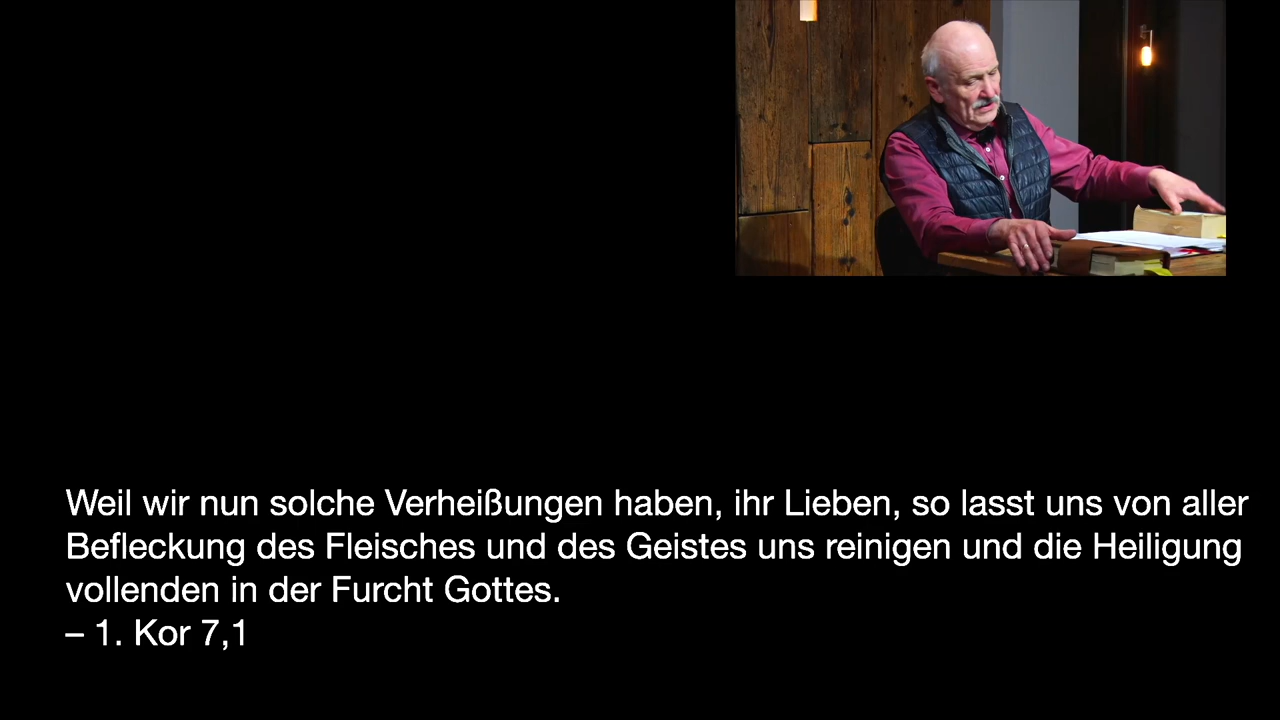 Weil wir nun solche Verheißungen haben, ihr Lieben, so lasst uns von aller
Befleckung des Fleisches und des Geistes uns reinigen und die Heiligung
vollenden in der Furcht Gottes.
– 1. Kor 7,1